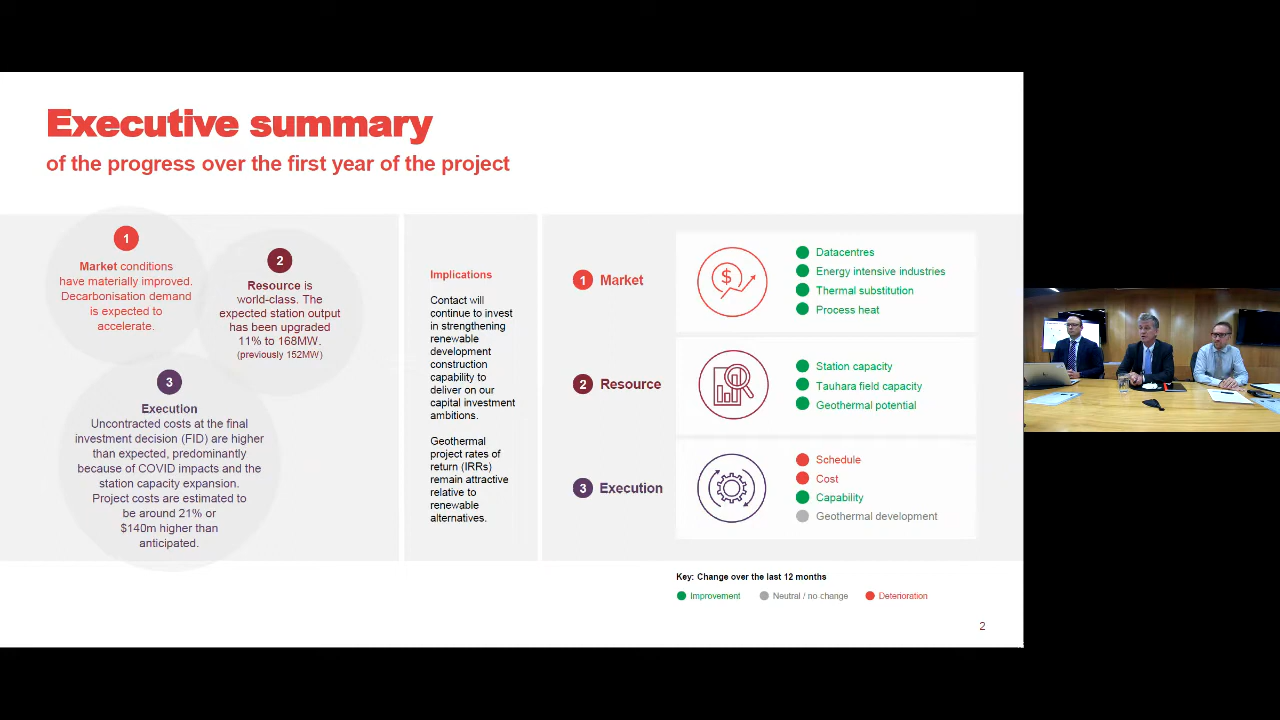 Executive summary
of the progress over the first year of the project
1
Market conditions
have materially improved.
Decarbonisation demand
is expected to
accelerate.
2
Resource is
world-class. The
expected station output
has been upgraded
11% to 168MW.
(previously 152MW)
3
Execution
Uncontracted costs at the final
investment decision (FID) are higher
than expected, predominantly
because of COVID impacts and the
station capacity expansion.
Project costs are estimated to
be around 21% or
$140m higher than
anticipated.
Implications
Contact will
continue to invest
in strengthening
renewable
development
construction
capability to
deliver on our
capital investment
ambitions.
Geothermal
project rates of
return (IRRs)
remain attractive
relative to
renewable
alternatives.
1 Market
$
Datacentres
Energy intensive industries
Thermal substitution
Process heat
2 Resource
Station capacity
Tauhara field capacity
Geothermal potential
3 Execution
Schedule
Cost
Capability
Geothermal development
Key: Change over the last 12 months
Improvement
Neutral / no-change
Deterioration
2